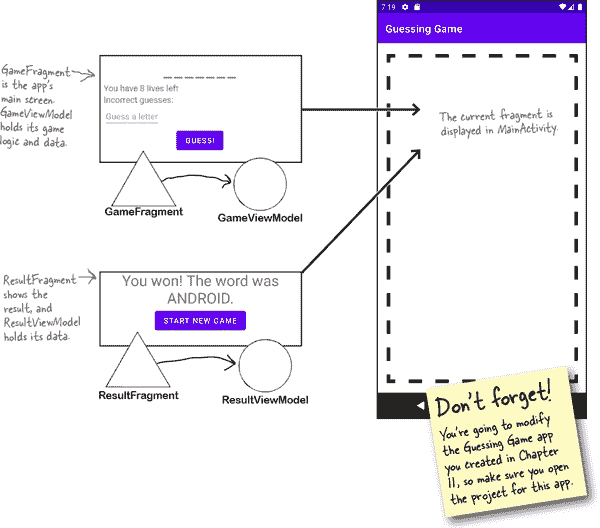 GameFragment
is the app's
main screen.
GameViewModel
holds its game
logic and data.
_ _ _ _ _ _ _
You have 8 lives left
Incorrect guesses:
Guess a letter
GUESS!
GameFragment
GameViewModel
ResultFragment
shows the
result, and
ResultViewModel
holds its data.
You won! The word was
ANDROID.
START NEW GAME
ResultFragment
ResultViewModel
7:19
Guessing Game
The current fragment is
displayed in MainActivity.
Don't forget!
You're going to modify
the Guessing Game app
you created in Chapter
11, so make sure you open
the project for this app.